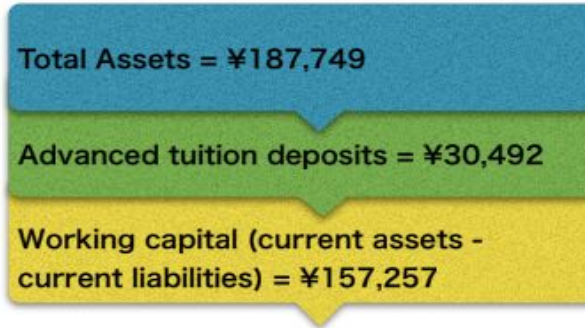 Total Assets = ¥187,749
Advanced tuition deposits = ¥30,492
Working capital (current assets -
current liabilities) = ¥157,257